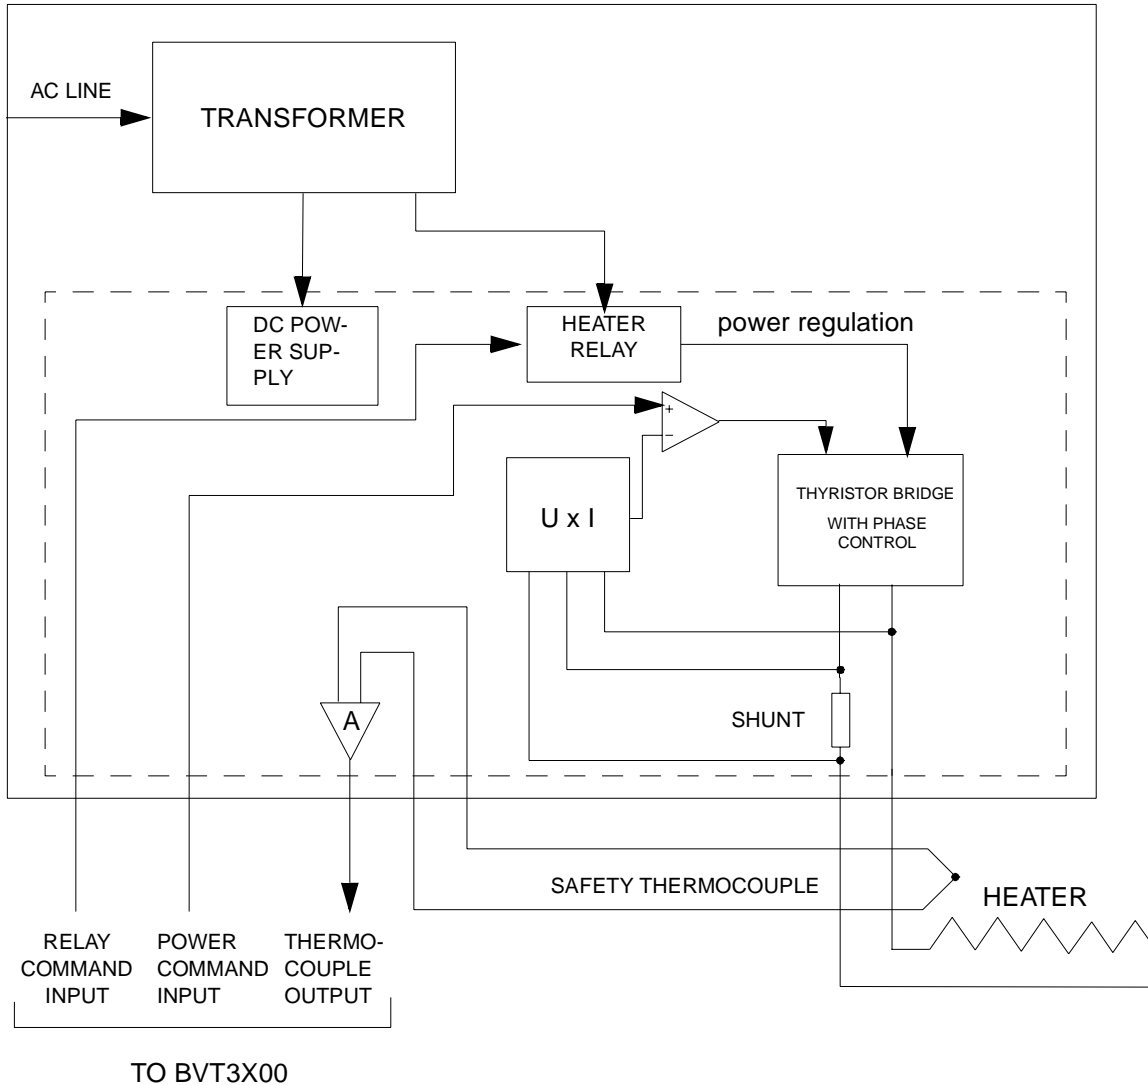 AC LINE
TRANSFORMER
DC POW-
ER SUP-
PLY
HEATER
RELAY
power regulation
+
−
THYRISTOR BRIDGE
WITH PHASE
CONTROL
U x I
A
SHUNT
SAFETY THERMOCOUPLE
HEATER
RELAY
COMMAND
INPUT
POWER
COMMAND
INPUT
THERMO-
COUPLE
OUTPUT
TO BVT3X00